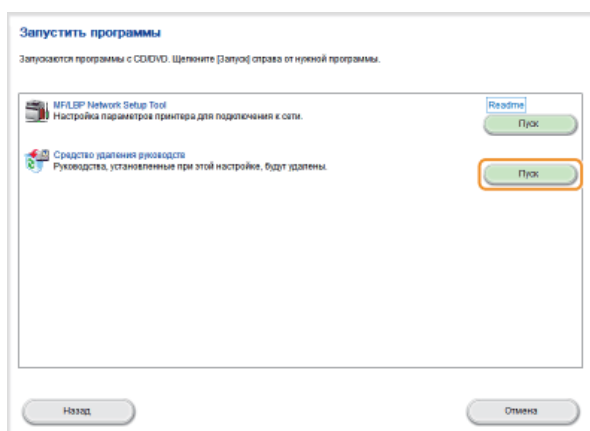 Запустить программы
Запускаются программы с CD/DVD. Щелкните [Запуск] справа от нужной программы.
MF/LBP Network Setup Tool
Readme
Настройка параметров принтера для подключения к сети.
Пуск
Средство удаления руководств
Руководства, установленные при этой настройке, будут удалены.
Пуск
Назад
Отмена